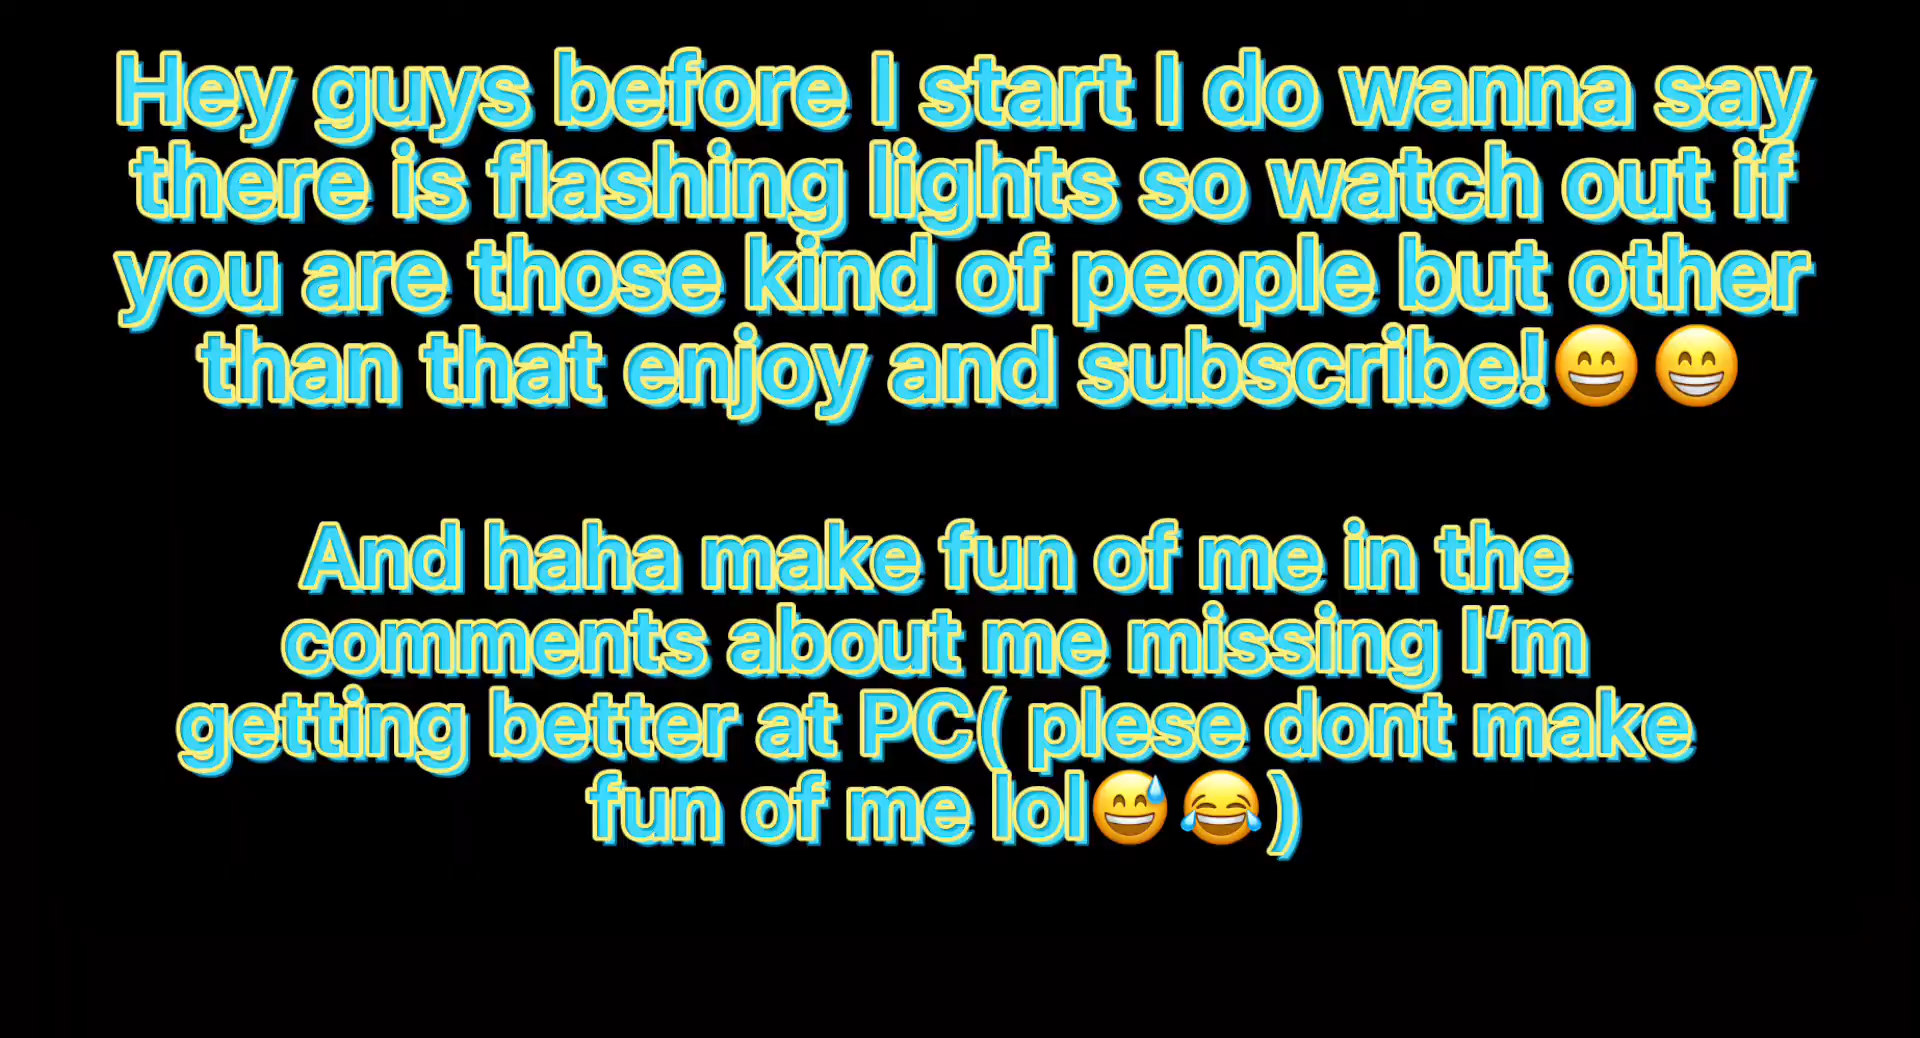 Hey guys before I start I do wanna say
there is flashing lights so watch out if
you are those kind of people but other
than that enjoy and subscribe!😄😁
And haha make fun of me in the
comments about me missing I’m
getting better at PC( plese dont make
fun of me lol😅😂)